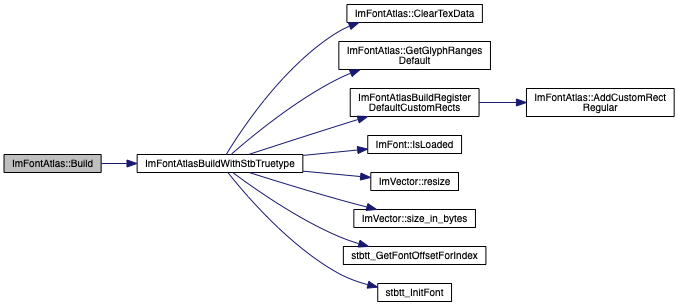 ImFontAtlas::ClearTexData
ImFontAtlas::GetGlyphRanges
Default
ImFontAtlasBuildRegister
DefaultCustomRects
ImFontAtlas::AddCustomRect
Regular
ImFont::IsLoaded
ImFontAtlas::Build
ImFontAtlasBuildWithStbTruetype
ImVector::resize
ImVector::size_in_bytes
stbtt_GetFontOffsetForIndex
stbtt_InitFont